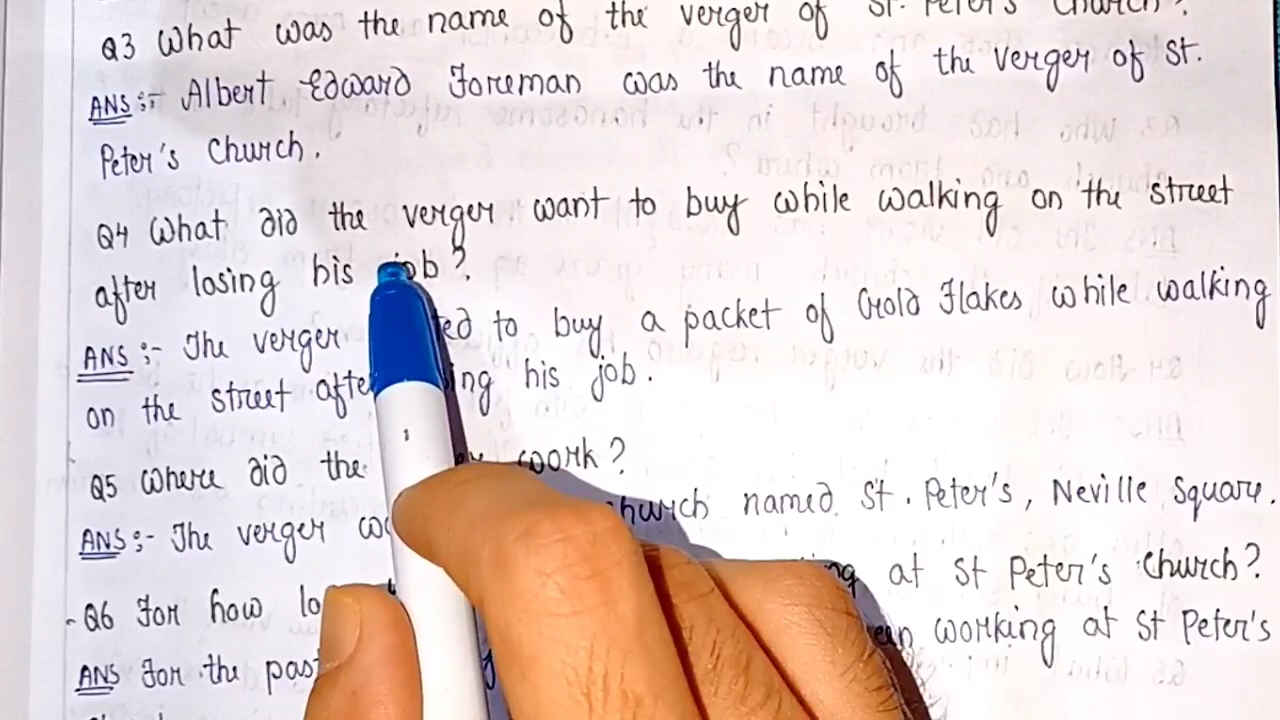 Q3 What was the name of the verger of St. Peter's Church?
ANS :- Albert Edward Foreman was the name of the verger of St.
Peter's Church.
Q4 What did the verger want to buy while walking on the street
after losing his job?
ANS :- The verger to buy a packet of Gold Flakes while walking
on the street his job.
Q5 Where did the work?
ANS :- The verger church named St. Peter's, Neville Square.
Q6 For how at St Peter's church?
ANS For the past working at St Peter's